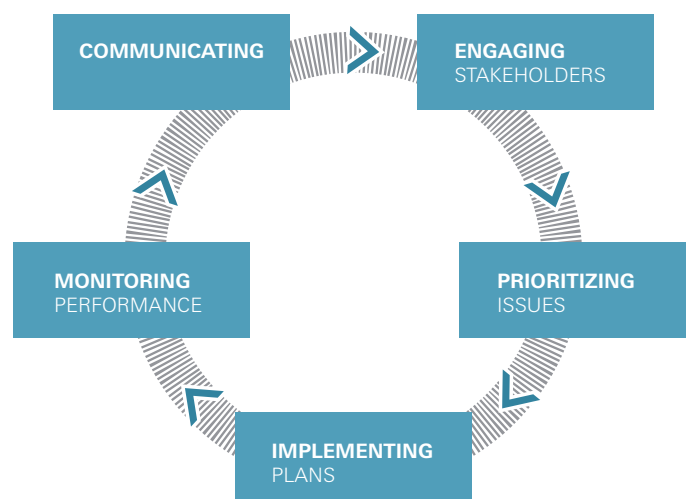 COMMUNICATING
ENGAGING
STAKEHOLDERS
PRIORITIZING
ISSUES
IMPLEMENTING
PLANS
MONITORING
PERFORMANCE